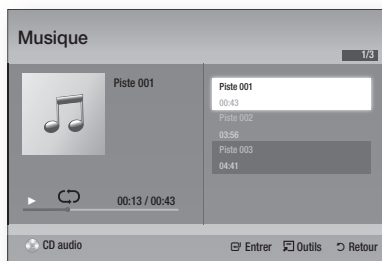 Musique
1/3
Piste 001
00:13 / 00:43
Piste 001
00:43
Piste 002
03:56
Piste 003
04:41
CD audio
Entrer Outils Retour